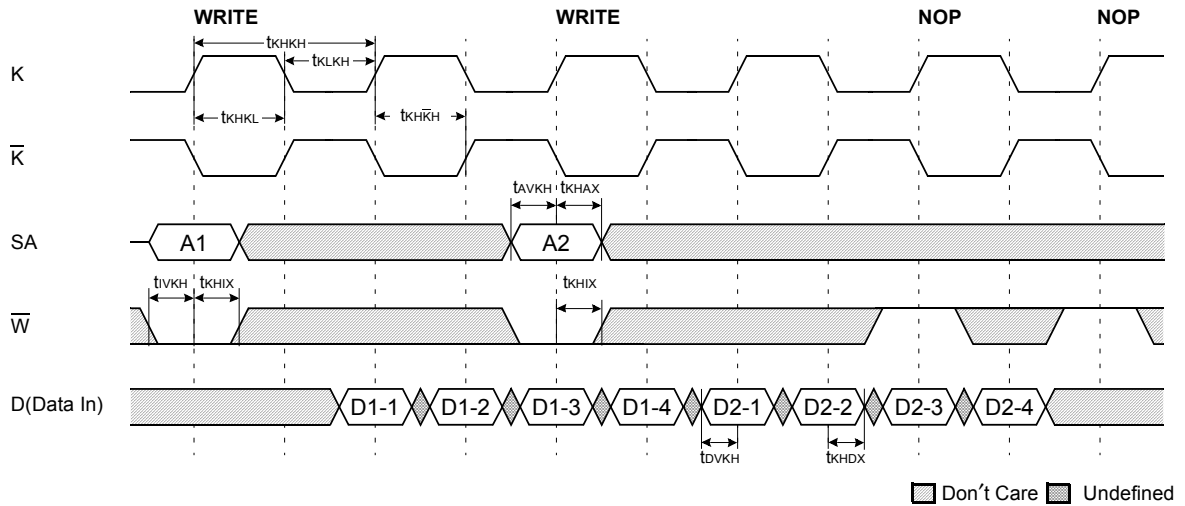 WRITE WRITE NOP NOP
tKHKH
tKLKH
K
tKHKL tKHK̅H
K̅
tAVKH tKHAX
SA A1 A2
tIVKH tKHIX tKHIX
W̅
D(Data In) D1-1 D1-2 D1-3 D1-4 D2-1 D2-2 D2-3 D2-4
tDVKH tKHDX
Don′t Care Undefined